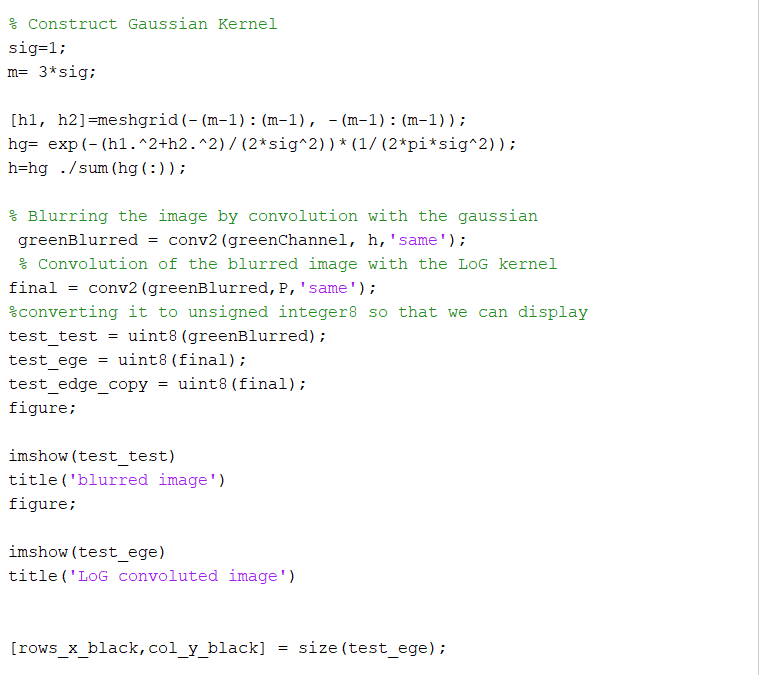 % Construct Gaussian Kernel
sig=1;
m= 3*sig;
[h1, h2]=meshgrid(-(m-1):(m-1), -(m-1):(m-1));
hg= exp(-(h1.^2+h2.^2)/(2*sig^2))*(1/(2*pi*sig^2));
h=hg ./sum(hg(:));
% Blurring the image by convolution with the gaussian
greenBlurred = conv2(greenChannel, h,'same');
% Convolution of the blurred image with the LoG kernel
final = conv2(greenBlurred,P,'same');
%converting it to unsigned integer8 so that we can display
test_test = uint8(greenBlurred);
test_ege = uint8(final);
test_edge_copy = uint8(final);
figure;
imshow(test_test)
title('blurred image')
figure;
imshow(test_ege)
title('LoG convoluted image')
[rows_x_black,col_y_black] = size(test_ege);